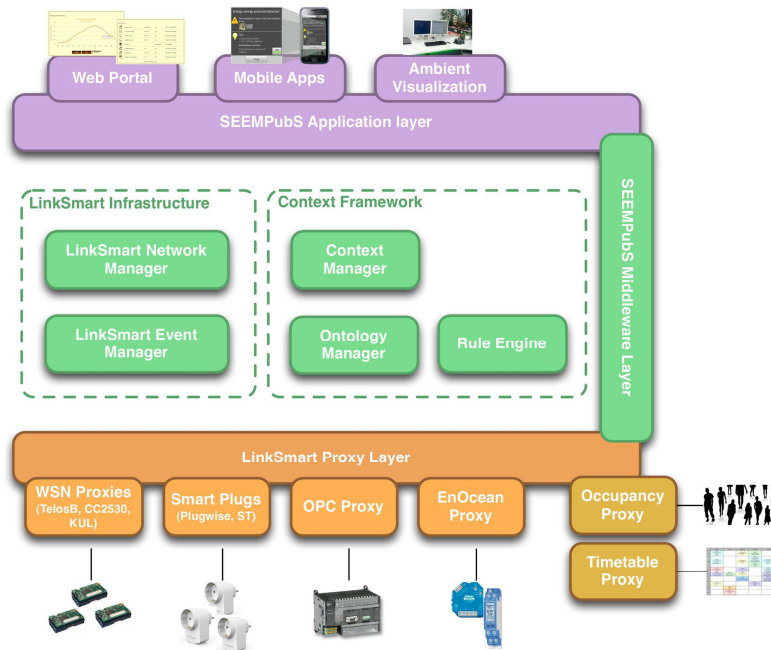 Web Portal
Mobile Apps
Ambient
Visualization
SEEMPubS Application layer
SEEMPubS Middleware Layer
LinkSmart Infrastructure
Context Framework
LinkSmart Network
Manager
Context
Manager
LinkSmart Event
Manager
Ontology
Manager
Rule Engine
LinkSmart Proxy Layer
WSN Proxies
(TelosB, CC2530,
KUL)
Smart Plugs
(Plugwise, ST)
OPC Proxy
EnOcean
Proxy
Occupancy
Proxy
Timetable
Proxy